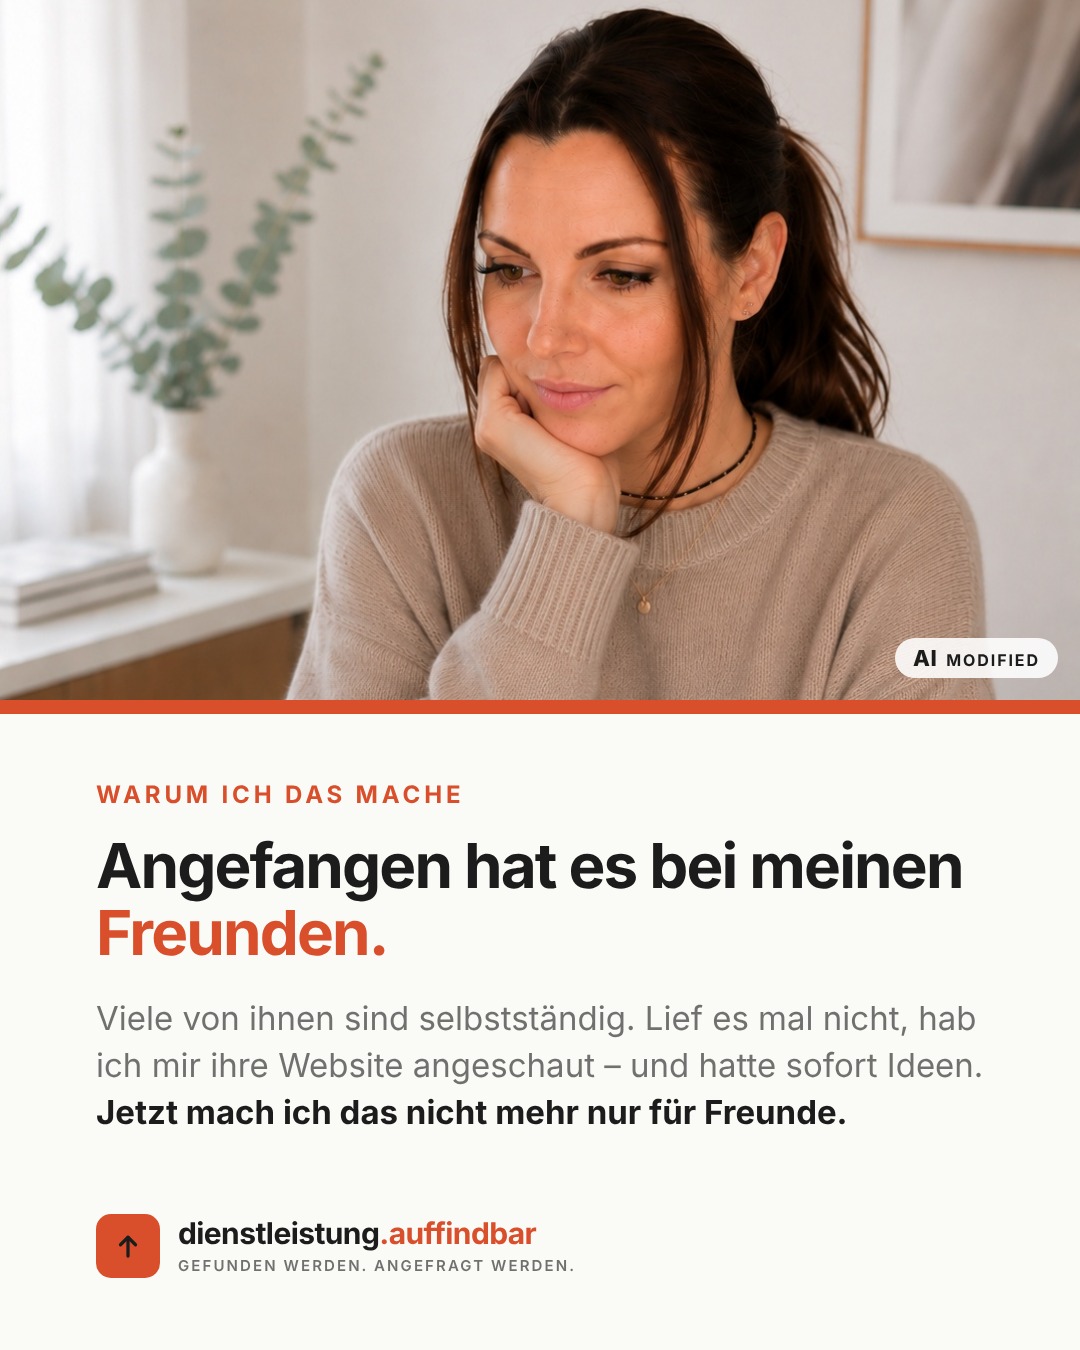 AI MODIFIED
WARUM ICH DAS MACHE
Angefangen hat es bei meinen
Freunden.
Viele von ihnen sind selbstständig. Lief es mal nicht, hab
ich mir ihre Website angeschaut – und hatte sofort Ideen.
Jetzt mach ich das nicht mehr nur für Freunde.
dienstleistung.auffindbar
GEFUNDEN WERDEN. ANGEFRAGT WERDEN.